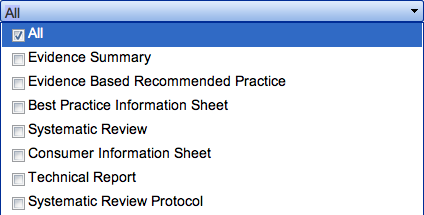 All
All
Evidence Summary
Evidence Based Recommended Practice
Best Practice Information Sheet
Systematic Review
Consumer Information Sheet
Technical Report
Systematic Review Protocol